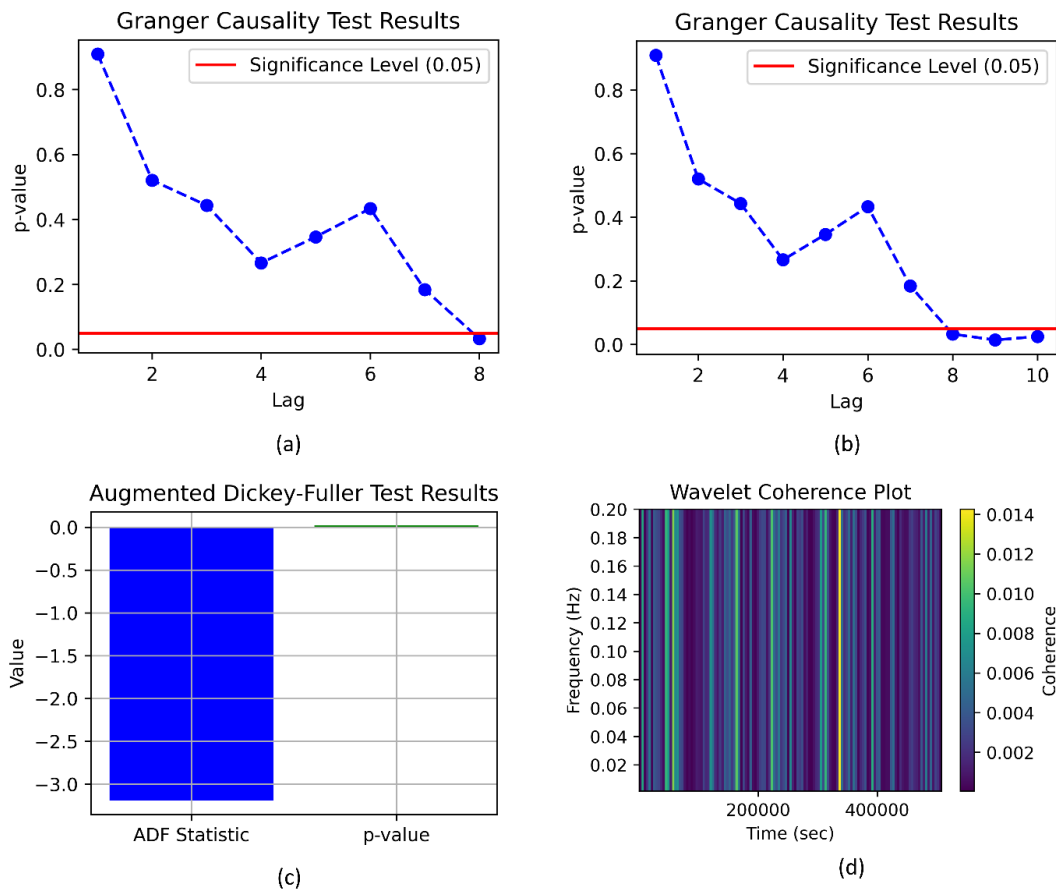 Granger Causality Test Results
Significance Level (0.05)
0.8
0.6
0.4
0.2
0.0
p-value
2
4
6
8
Lag
(a)
Granger Causality Test Results
Significance Level (0.05)
0.8
0.6
0.4
0.2
0.0
p-value
2
4
6
8
10
Lag
(b)
Augmented Dickey-Fuller Test Results
0.0
−0.5
−1.0
−1.5
−2.0
−2.5
−3.0
Value
ADF Statistic
p-value
(c)
Wavelet Coherence Plot
0.20
0.18
0.16
0.14
0.12
0.10
0.08
0.06
0.04
0.02
Frequency (Hz)
200000
400000
Time (sec)
0.014
0.012
0.010
0.008
0.006
0.004
0.002
Coherence
(d)